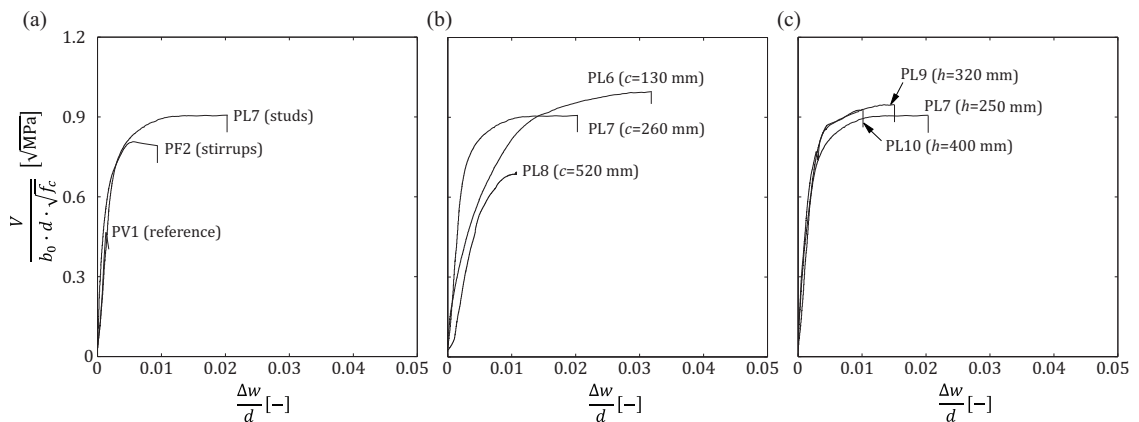 (a)
1.2
0.9
0.6
0.3
0
V
b₀ · d · √f_c
[√MPa]
PL7 (studs)
PF2 (stirrups)
PV1 (reference)
0 0.01 0.02 0.03 0.04 0.05
Δw
d
[−]
(b)
PL6 (c=130 mm)
PL7 (c=260 mm)
PL8 (c=520 mm)
0 0.01 0.02 0.03 0.04 0.05
Δw
d
[−]
(c)
PL9 (h=320 mm)
PL7 (h=250 mm)
PL10 (h=400 mm)
0 0.01 0.02 0.03 0.04 0.05
Δw
d
[−]